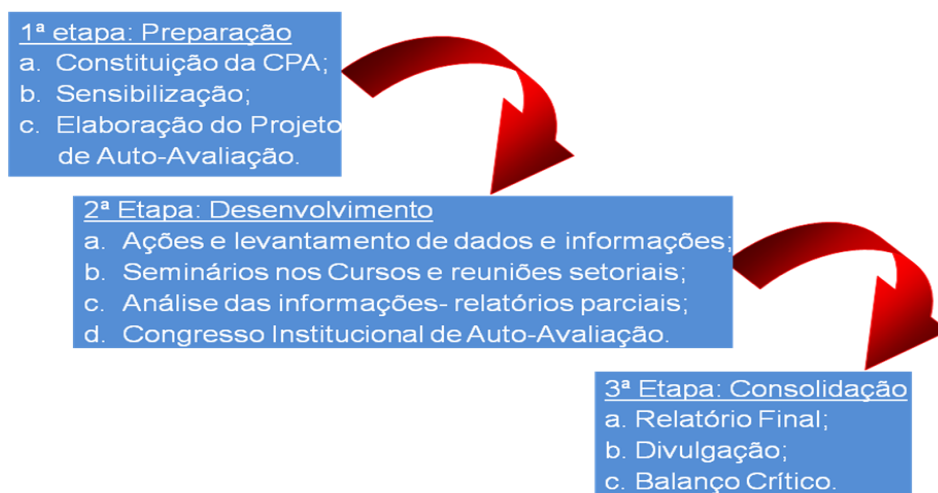 1ª etapa: Preparação
a. Constituição da CPA;
b. Sensibilização;
c. Elaboração do Projeto
de Auto-Avaliação.
2ª Etapa: Desenvolvimento
a. Ações e levantamento de dados e informações;
b. Seminários nos Cursos e reuniões setoriais;
c. Análise das informações- relatórios parciais;
d. Congresso Institucional de Auto-Avaliação.
3ª Etapa: Consolidação
a. Relatório Final;
b. Divulgação;
c. Balanço Crítico.